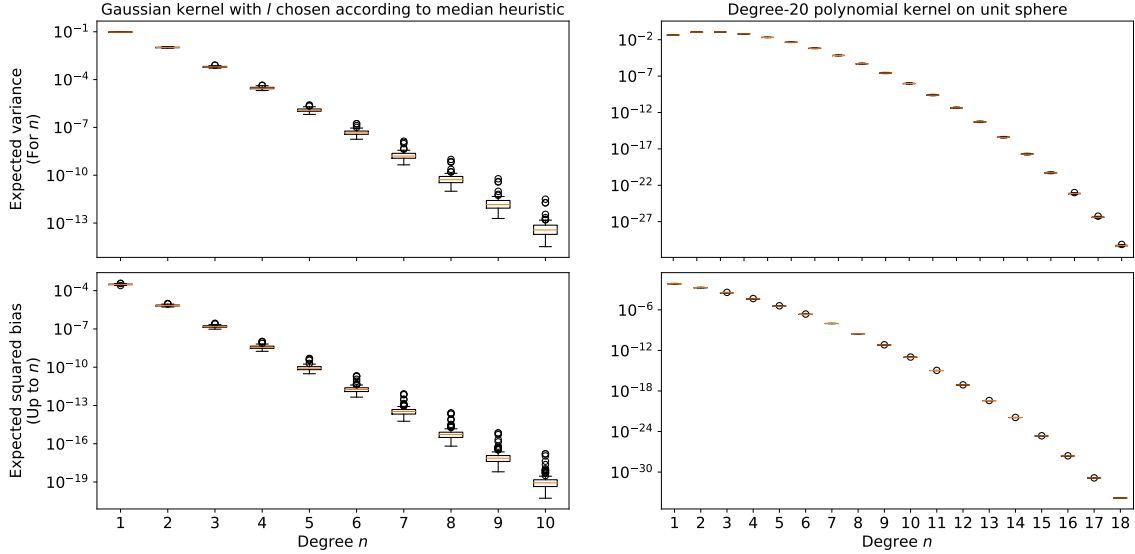 Gaussian kernel with l chosen according to median heuristic
Degree-20 polynomial kernel on unit sphere
Expected variance
(For n)
10^-1
10^-4
10^-7
10^-10
10^-13
10^-2
10^-7
10^-12
10^-17
10^-22
10^-27
Expected squared bias
(Up to n)
10^-4
10^-7
10^-10
10^-13
10^-16
10^-19
10^-6
10^-12
10^-18
10^-24
10^-30
1 2 3 4 5 6 7 8 9 10
Degree n
1 2 3 4 5 6 7 8 9 10 11 12 13 14 15 16 17 18
Degree n